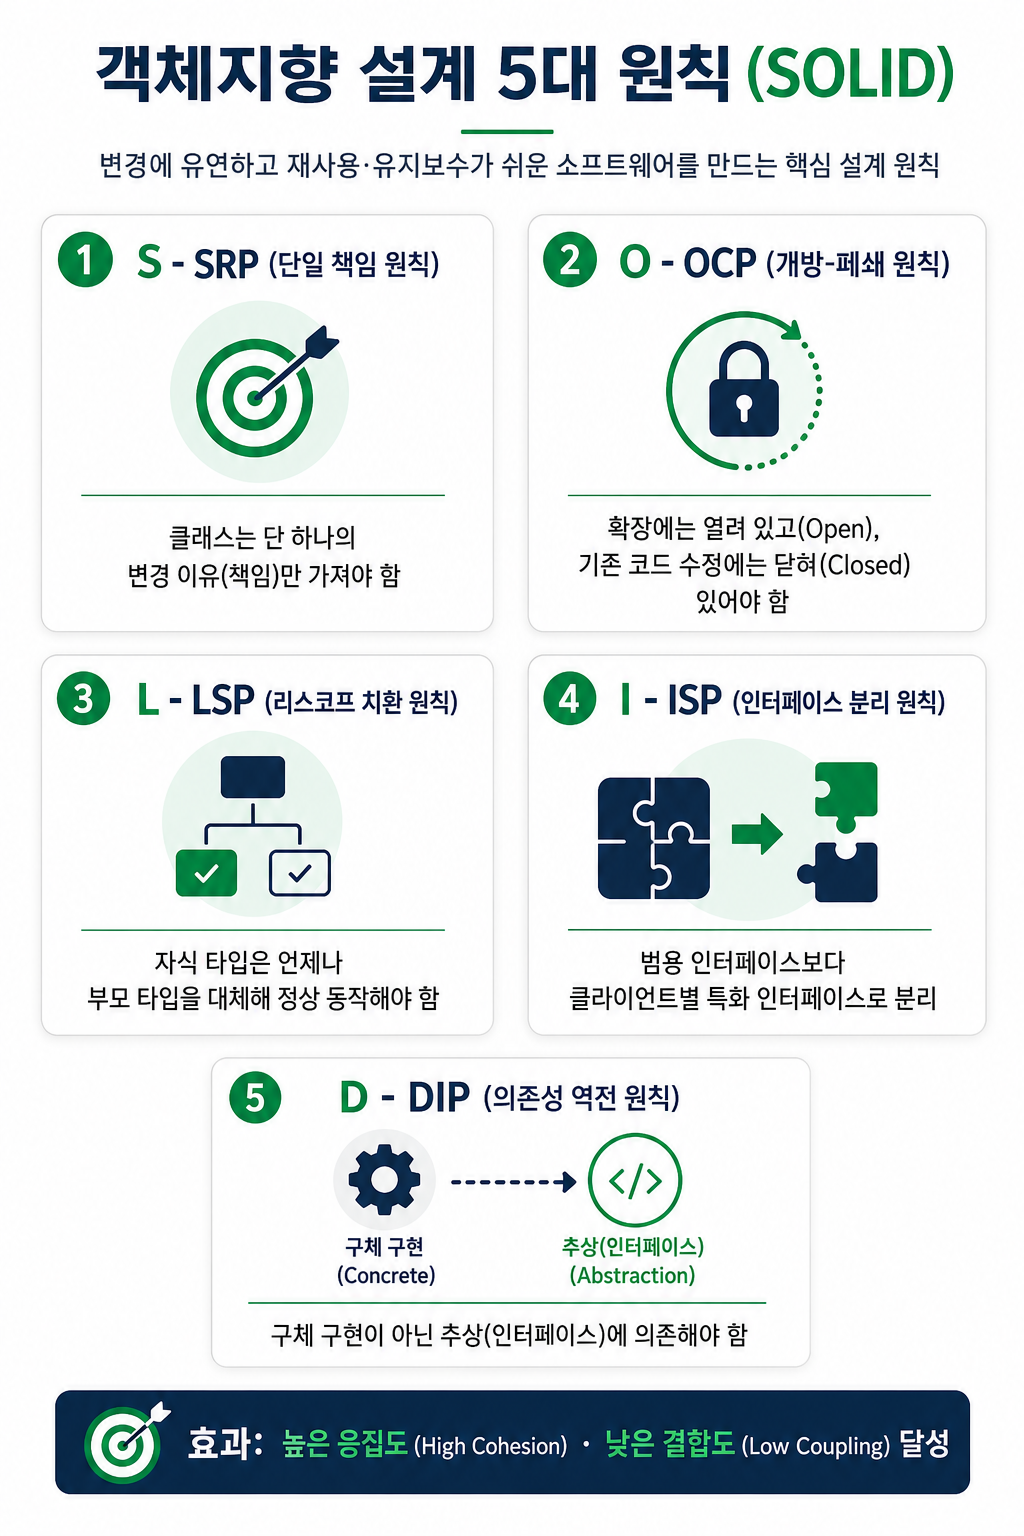 객체지향 설계 5대 원칙 (SOLID)
변경에 유연하고 재사용·유지보수가 쉬운 소프트웨어를 만드는 핵심 설계 원칙
1 S - SRP (단일 책임 원칙)
클래스는 단 하나의
변경 이유(책임)만 가져야 함
2 O - OCP (개방-폐쇄 원칙)
확장에는 열려 있고(Open),
기존 코드 수정에는 닫혀(Closed)
있어야 함
3 L - LSP (리스코프 치환 원칙)
자식 타입은 언제나
부모 타입을 대체해 정상 동작해야 함
4 I - ISP (인터페이스 분리 원칙)
범용 인터페이스보다
클라이언트별 특화 인터페이스로 분리
5 D - DIP (의존성 역전 원칙)
</>
구체 구현
(Concrete)
추상(인터페이스)
(Abstraction)
구체 구현이 아닌 추상(인터페이스)에 의존해야 함
효과: 높은 응집도 (High Cohesion) · 낮은 결합도 (Low Coupling) 달성